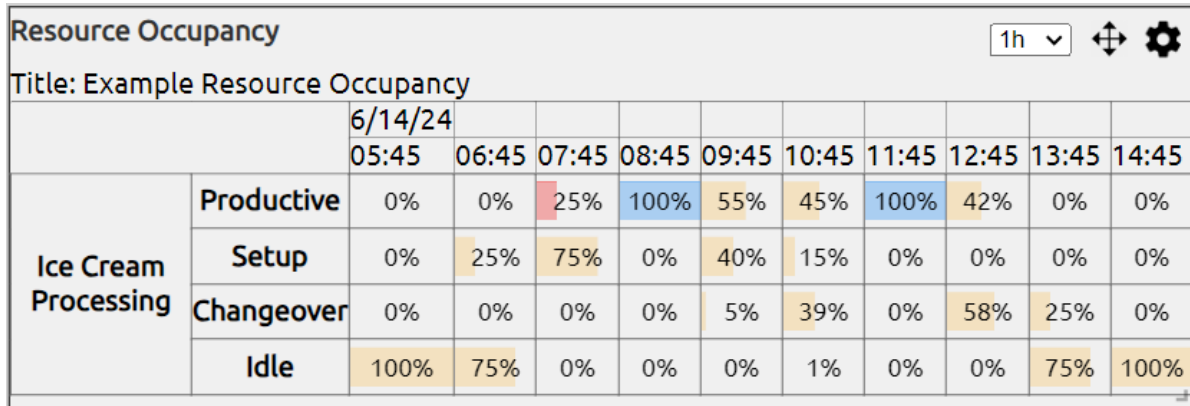 Resource Occupancy 1h
Title: Example Resource Occupancy
6/14/24
05:45 06:45 07:45 08:45 09:45 10:45 11:45 12:45 13:45 14:45
Ice Cream Processing
Productive 0% 0% 25% 100% 55% 45% 100% 42% 0% 0%
Setup 0% 25% 75% 0% 40% 15% 0% 0% 0% 0%
Changeover 0% 0% 0% 0% 5% 39% 0% 58% 25% 0%
Idle 100% 75% 0% 0% 0% 1% 0% 0% 75% 100%